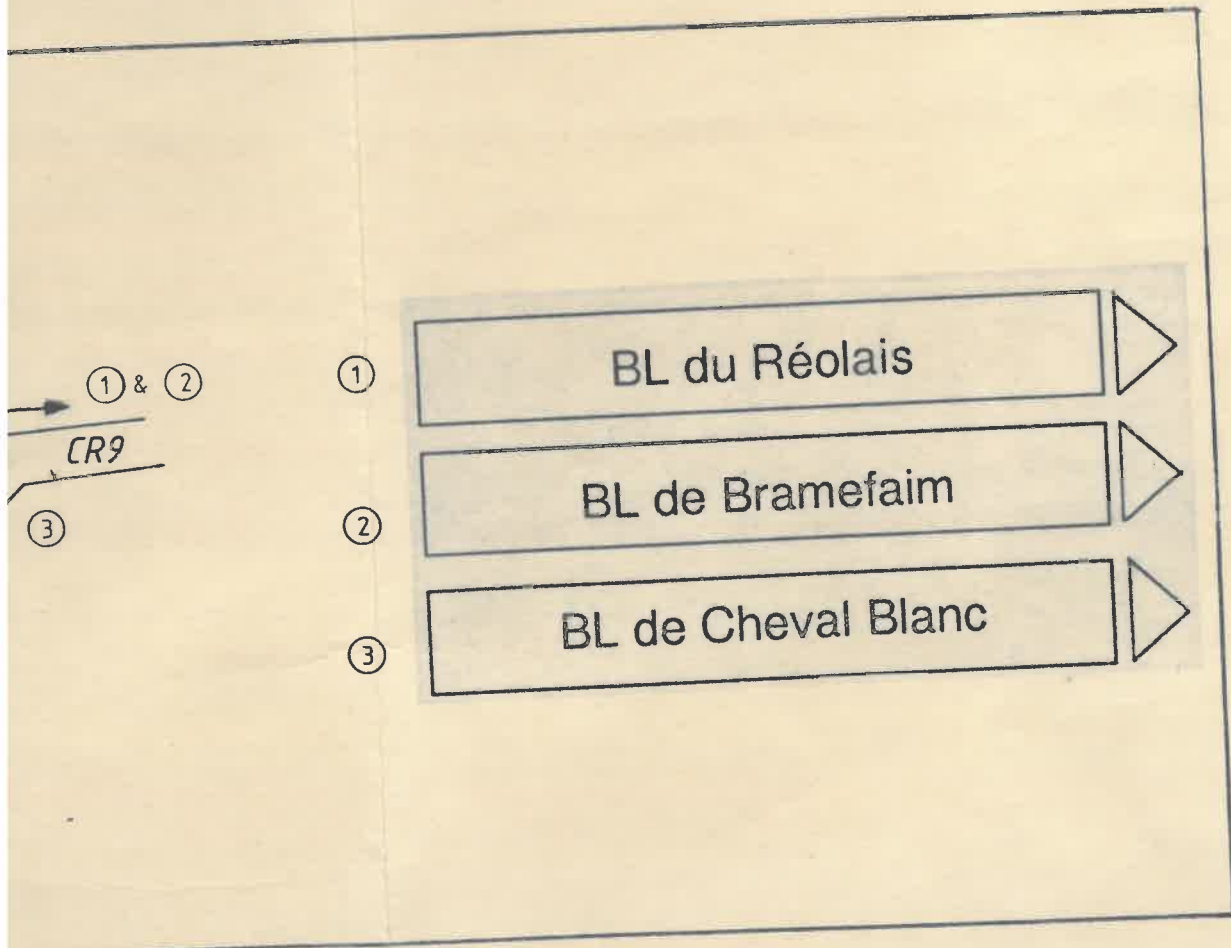 ① & ②
CR9
③
① BL du Réolais
② BL de Bramefaim
③ BL de Cheval Blanc